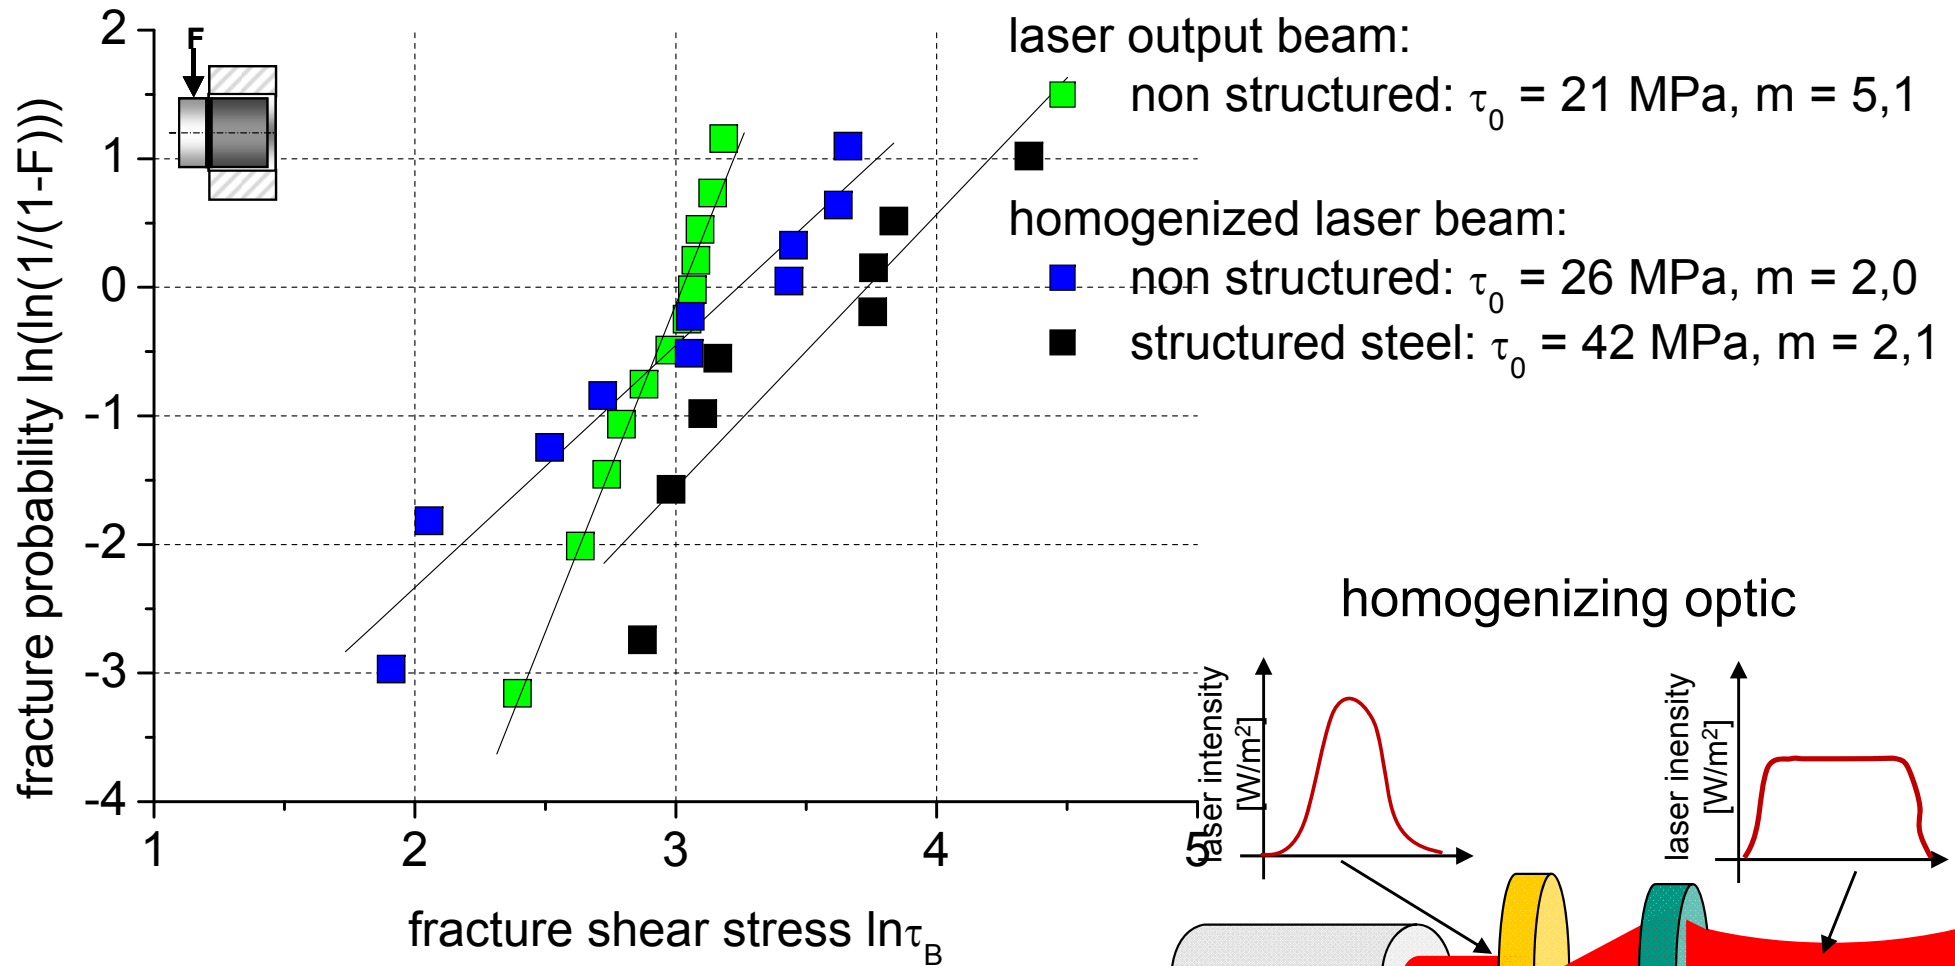 fracture probability ln(ln(1/(1-F)))
2
1
0
-1
-2
-3
-4
F
1
2
3
4
5
fracture shear stress lnτB
laser output beam:
non structured: τ0 = 21 MPa, m = 5,1
homogenized laser beam:
non structured: τ0 = 26 MPa, m = 2,0
structured steel: τ0 = 42 MPa, m = 2,1
homogenizing optic
laser intensity
[W/m²]
laser inensity
[W/m²]